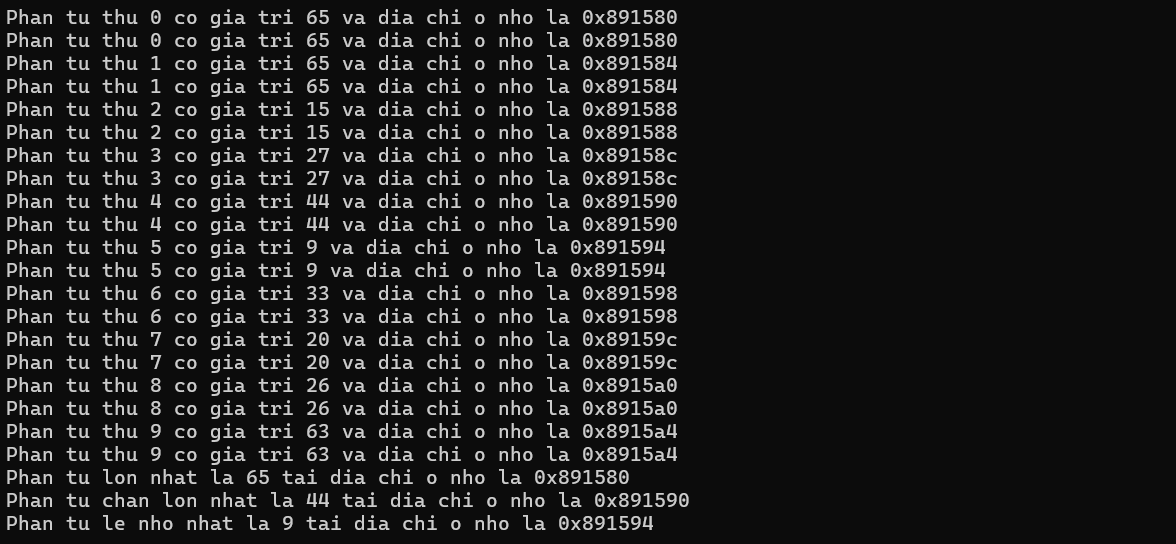 Phan tu thu 0 co gia tri 65 va dia chi o nho la 0x891580
Phan tu thu 0 co gia tri 65 va dia chi o nho la 0x891580
Phan tu thu 1 co gia tri 65 va dia chi o nho la 0x891584
Phan tu thu 1 co gia tri 65 va dia chi o nho la 0x891584
Phan tu thu 2 co gia tri 15 va dia chi o nho la 0x891588
Phan tu thu 2 co gia tri 15 va dia chi o nho la 0x891588
Phan tu thu 3 co gia tri 27 va dia chi o nho la 0x89158c
Phan tu thu 3 co gia tri 27 va dia chi o nho la 0x89158c
Phan tu thu 4 co gia tri 44 va dia chi o nho la 0x891590
Phan tu thu 4 co gia tri 44 va dia chi o nho la 0x891590
Phan tu thu 5 co gia tri 9 va dia chi o nho la 0x891594
Phan tu thu 5 co gia tri 9 va dia chi o nho la 0x891594
Phan tu thu 6 co gia tri 33 va dia chi o nho la 0x891598
Phan tu thu 6 co gia tri 33 va dia chi o nho la 0x891598
Phan tu thu 7 co gia tri 20 va dia chi o nho la 0x89159c
Phan tu thu 7 co gia tri 20 va dia chi o nho la 0x89159c
Phan tu thu 8 co gia tri 26 va dia chi o nho la 0x8915a0
Phan tu thu 8 co gia tri 26 va dia chi o nho la 0x8915a0
Phan tu thu 9 co gia tri 63 va dia chi o nho la 0x8915a4
Phan tu thu 9 co gia tri 63 va dia chi o nho la 0x8915a4
Phan tu lon nhat la 65 tai dia chi o nho la 0x891580
Phan tu chan lon nhat la 44 tai dia chi o nho la 0x891590
Phan tu le nho nhat la 9 tai dia chi o nho la 0x891594